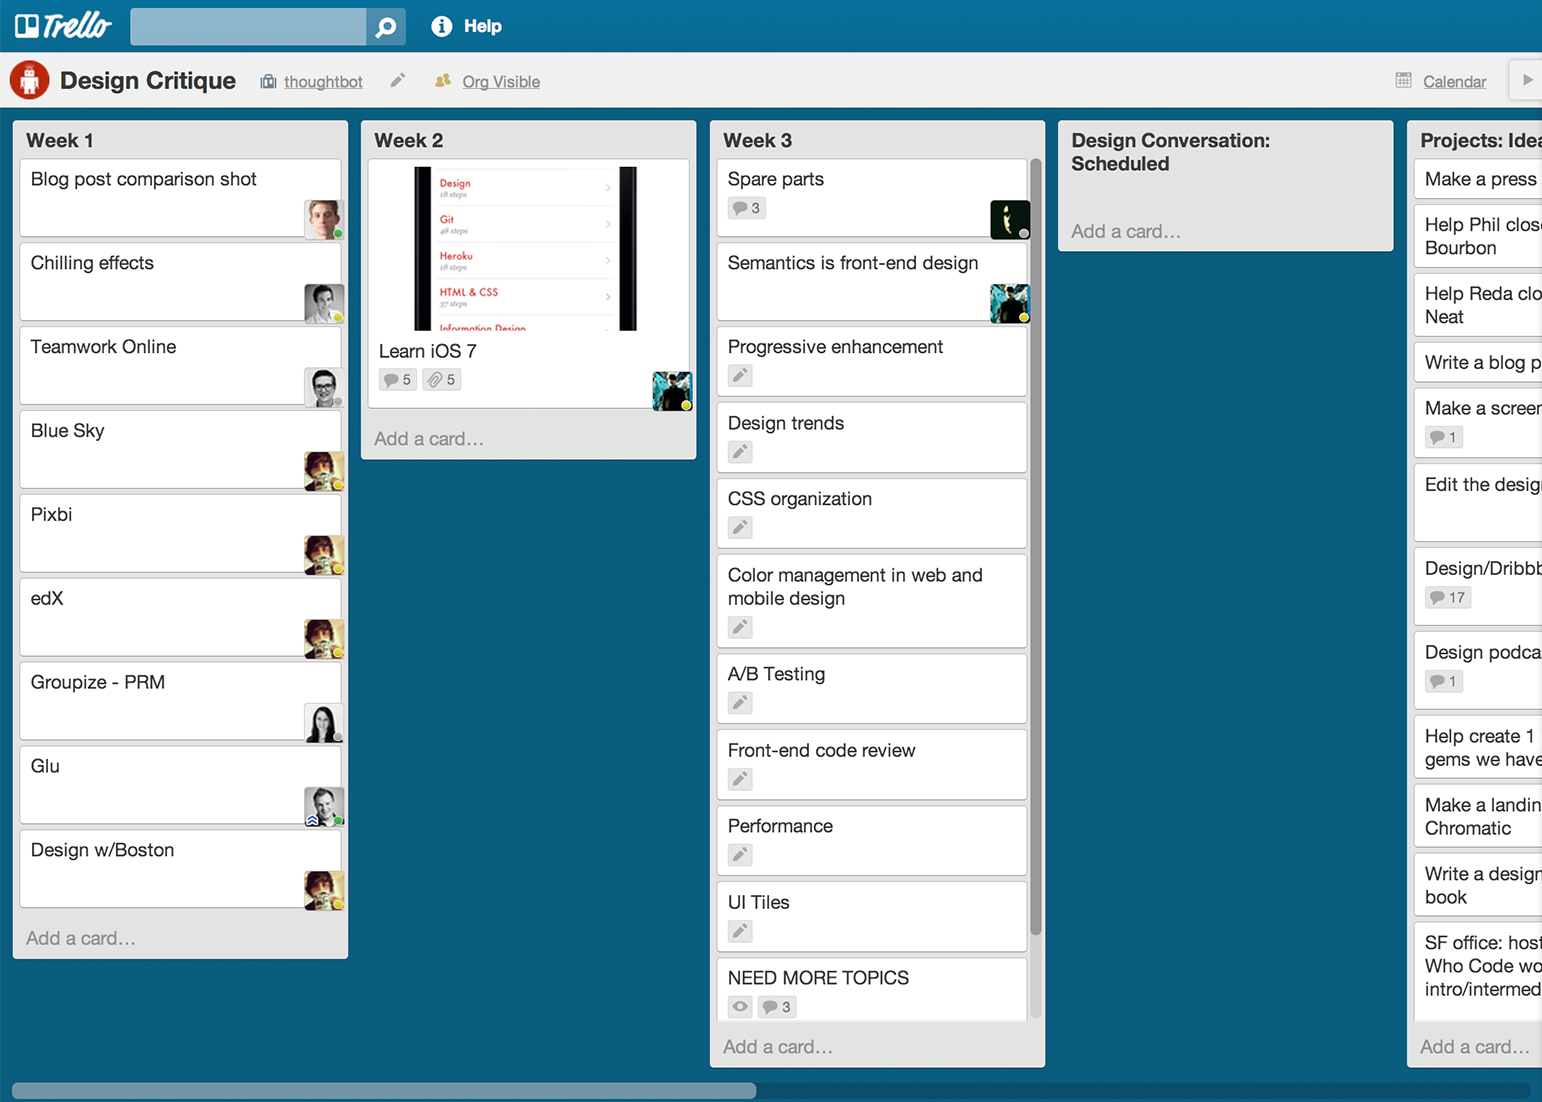 Trello
Help
Design Critique
thoughtbot
Org Visible
Calendar
Week 1
Blog post comparison shot
Chilling effects
Teamwork Online
Blue Sky
Pixbi
edX
Groupize - PRM
Glu
Design w/Boston
Add a card…
Week 2
Design
18 steps
Git
48 steps
Heroku
18 steps
HTML & CSS
37 steps
Information Design
Learn iOS 7
5 5
Add a card…
Week 3
Spare parts
3
Semantics is front-end design
Progressive enhancement
Design trends
CSS organization
Color management in web and
mobile design
A/B Testing
Front-end code review
Performance
UI Tiles
NEED MORE TOPICS
3
Add a card…
Design Conversation:
Scheduled
Add a card…
Projects: Idea
Make a press
Help Phil close
Bourbon
Help Reda clo
Neat
Write a blog p
Make a screen
1
Edit the design
Design/Dribbb
17
Design podca
1
Help create 1
gems we have
Make a landin
Chromatic
Write a design
book
SF office: host
Who Code wo
intro/intermed
Add a card…